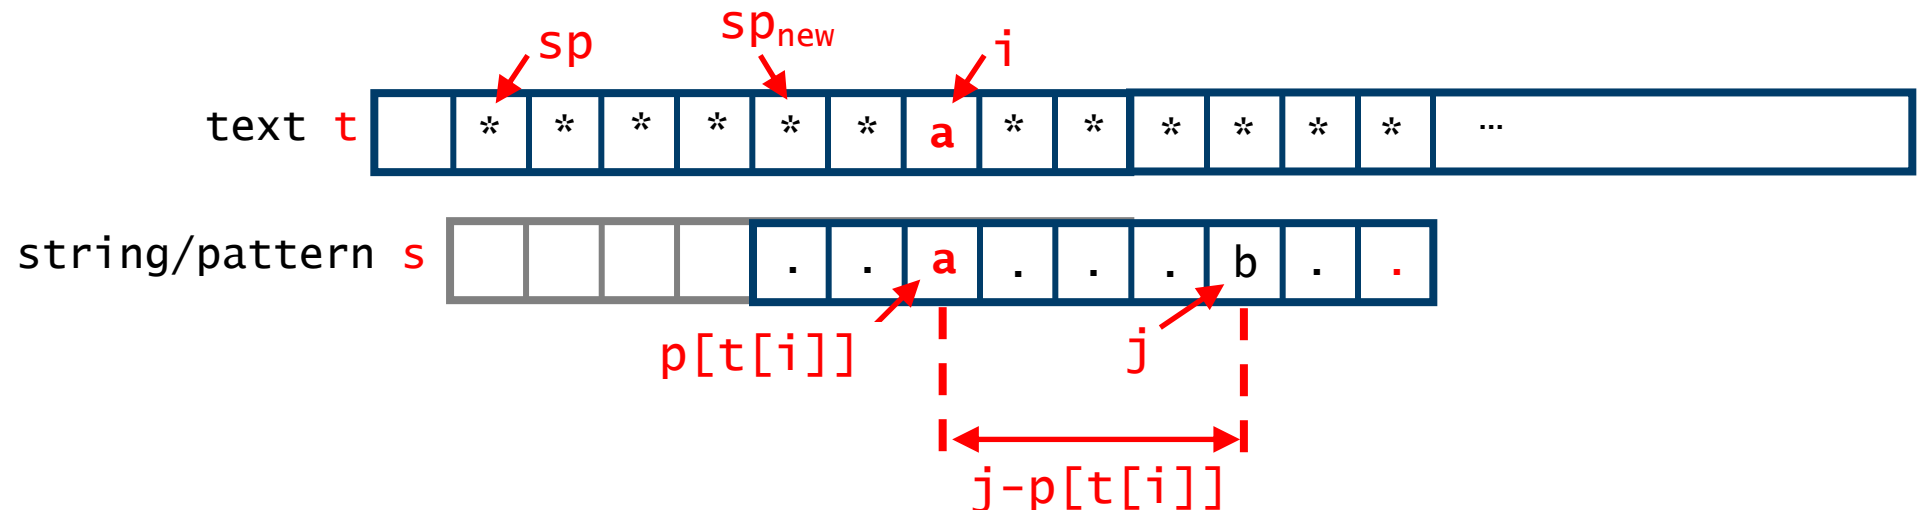 sp sp_new i
text t * * * * * * a * * * * * * …
string/pattern s . . a . . . b . .
p[t[i]] j
j-p[t[i]]